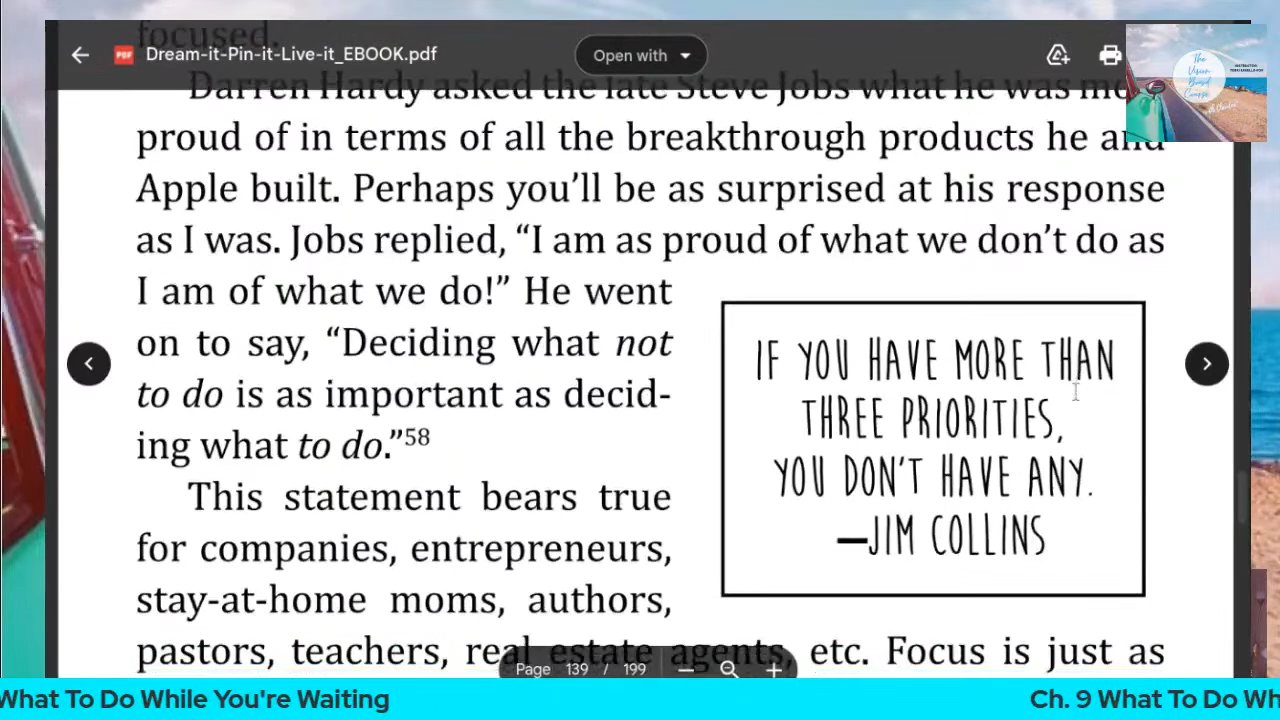 focused.
Dream-it-Pin-it-Live-it_EBOOK.pdf
Open with
The
Vision
Board
Course
Darren Hardy asked the late Steve Jobs what he was
proud of in terms of all the breakthrough products he and
Apple built. Perhaps you’ll be as surprised at his response
as I was. Jobs replied, “I am as proud of what we don’t do as
I am of what we do!” He went
on to say, “Deciding what not
to do is as important as decid-
ing what to do.”58
This statement bears true
for companies, entrepreneurs,
stay-at-home moms, authors,
pastors, teachers, real estate agents, etc. Focus is just as
IF YOU HAVE MORE THAN
THREE PRIORITIES,
YOU DON’T HAVE ANY.
—JIM COLLINS
Page 139 / 199
What To Do While You're Waiting
Ch. 9 What To Do Wh